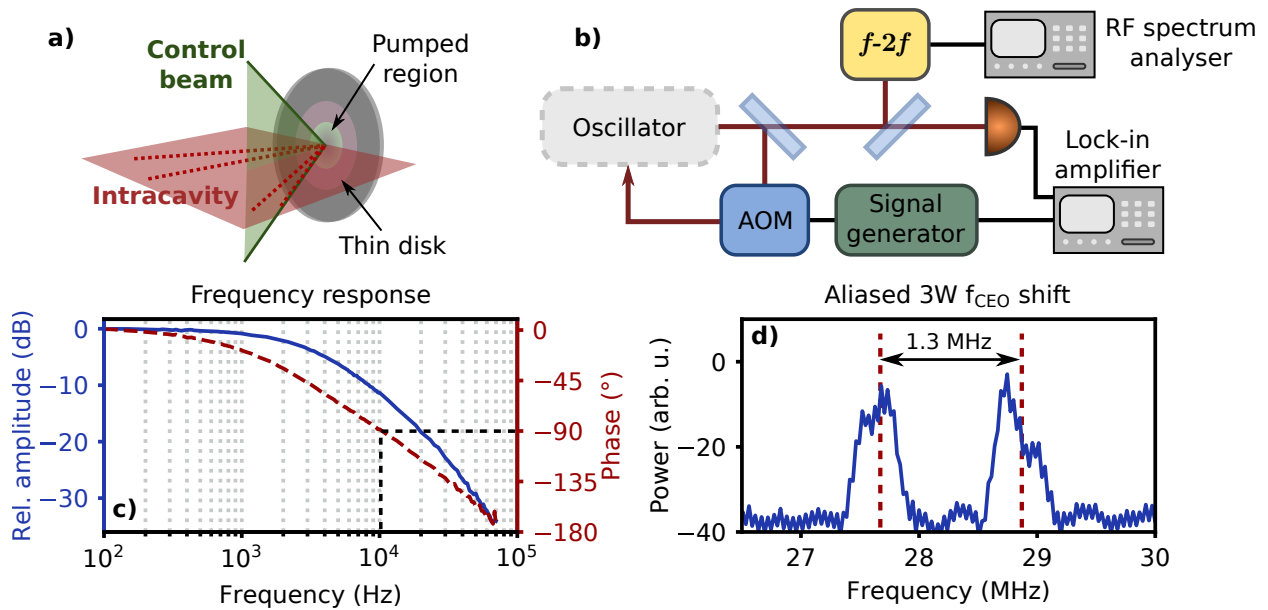 a)
Control
beam
Pumped
region
Intracavity
Thin disk
b)
f-2f
RF spectrum
analyser
Oscillator
Lock-in
amplifier
AOM
Signal
generator
Frequency response
Rel. amplitude (dB)
0
−10
−20
−30
c)
0
−45
−90
−135
−180
Phase (°)
10² 10³ 10⁴ 10⁵
Frequency (Hz)
Aliased 3W f_CEO shift
d)
1.3 MHz
Power (arb. u.)
0
−20
−40
27 28 29 30
Frequency (MHz)